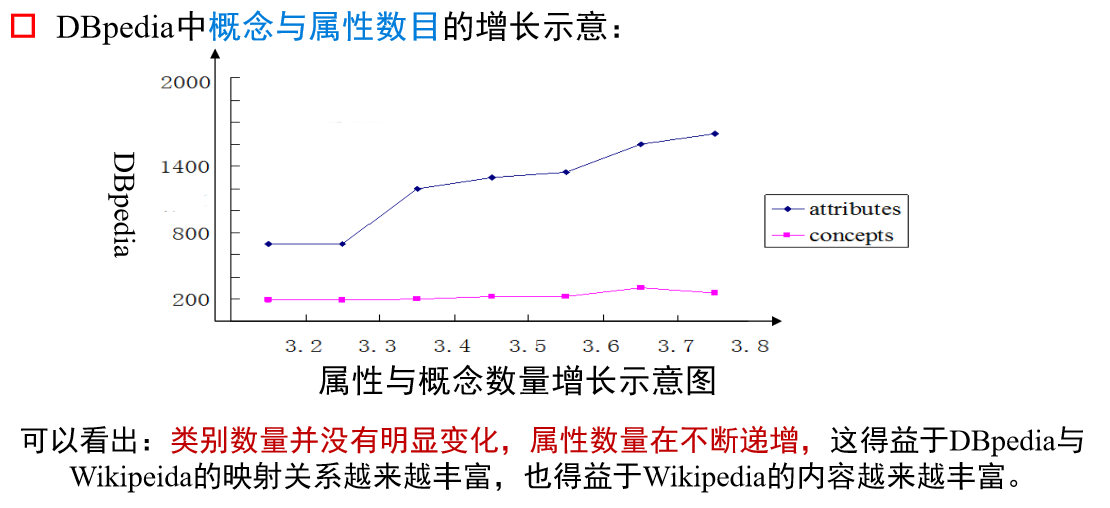 DBpedia中概念与属性数目的增长示意：
2000
1400
800
200
DBpedia
attributes
concepts
3.2 3.3 3.4 3.5 3.6 3.7 3.8
属性与概念数量增长示意图
可以看出：类别数量并没有明显变化，属性数量在不断递增，这得益于DBpedia与
Wikipeida的映射关系越来越丰富，也得益于Wikipedia的内容越来越丰富。